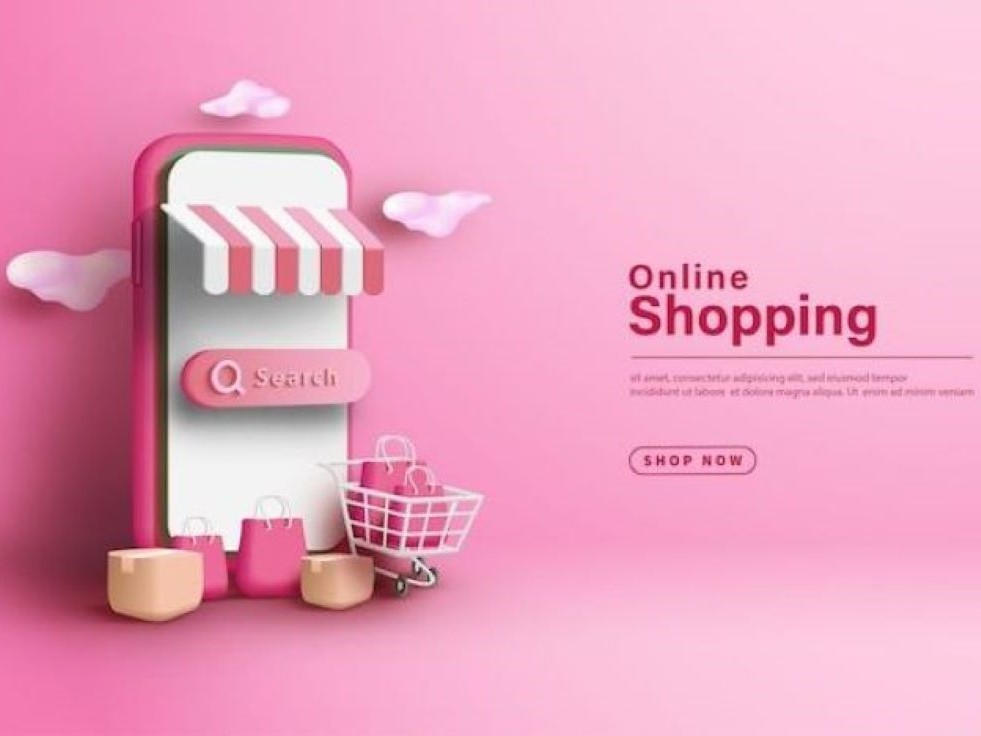 Search
Online
Shopping
sit amet, consectetur adipisicing elit, sed eiusmod tempor
incididunt ut labore et dolore magna aliqua. Ut enim ad minim veniam
SHOP NOW